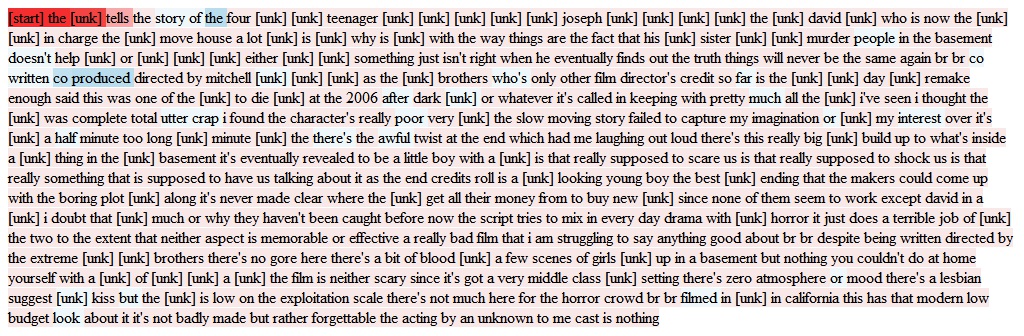 [start] the [unk] tells the story of the four [unk] [unk] teenager [unk] [unk] [unk] [unk] [unk] joseph [unk] [unk] [unk] [unk] the [unk] david [unk] who is now the [unk]
[unk] in charge the [unk] move house a lot [unk] is [unk] why is [unk] with the way things are the fact that his [unk] sister [unk] [unk] murder people in the basement
doesn't help [unk] or [unk] [unk] [unk] either [unk] [unk] something just isn't right when he eventually finds out the truth things will never be the same again br br co
written co produced directed by mitchell [unk] [unk] [unk] as the [unk] brothers who's only other film director's credit so far is the [unk] [unk] day [unk] remake
enough said this was one of the [unk] to die [unk] at the 2006 after dark [unk] or whatever it's called in keeping with pretty much all the [unk] i've seen i thought the
[unk] was complete total utter crap i found the character's really poor very [unk] the slow moving story failed to capture my imagination or [unk] my interest over it's
[unk] a half minute too long [unk] minute [unk] the there's the awful twist at the end which had me laughing out loud there's this really big [unk] build up to what's inside
a [unk] thing in the [unk] basement it's eventually revealed to be a little boy with a [unk] is that really supposed to scare us is that really supposed to shock us is that
really something that is supposed to have us talking about it as the end credits roll is a [unk] looking young boy the best [unk] ending that the makers could come up
with the boring plot [unk] along it's never made clear where the [unk] get all their money from to buy new [unk] since none of them seem to work except david in a
[unk] i doubt that [unk] much or why they haven't been caught before now the script tries to mix in every day drama with [unk] horror it just does a terrible job of [unk]
the two to the extent that neither aspect is memorable or effective a really bad film that i am struggling to say anything good about br br despite being written directed by
the extreme [unk] [unk] brothers there's no gore here there's a bit of blood [unk] a few scenes of girls [unk] up in a basement but nothing you couldn't do at home
yourself with a [unk] of [unk] [unk] a [unk] the film is neither scary since it's got a very middle class [unk] setting there's zero atmosphere or mood there's a lesbian
suggest [unk] kiss but the [unk] is low on the exploitation scale there's not much here for the horror crowd br br filmed in [unk] in california this has that modern low
budget look about it it's not badly made but rather forgettable the acting by an unknown to me cast is nothing